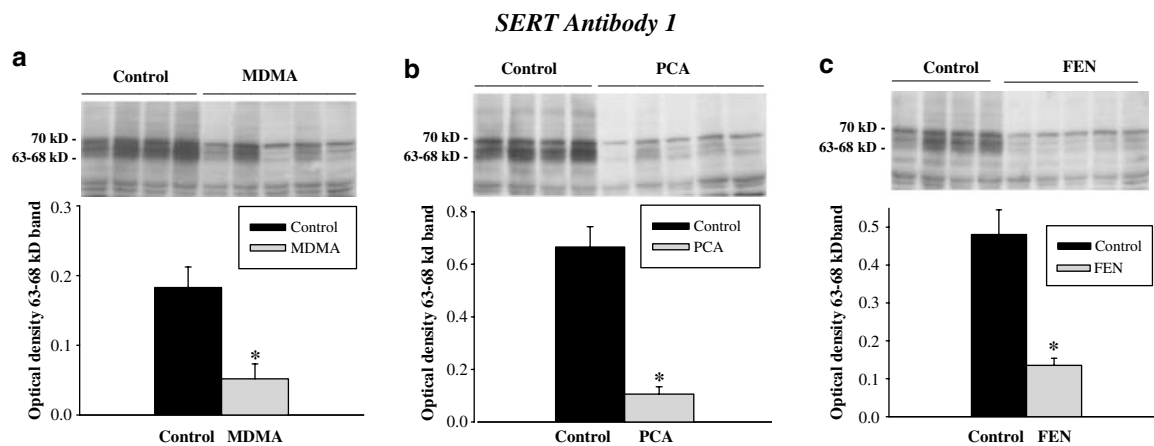 SERT Antibody 1
a
Control MDMA
70 kD -
63-68 kD -
Optical density 63-68 kD band
0.3
0.2
0.1
0.0
Control
MDMA
*
Control MDMA
b
Control PCA
70 kD -
63-68 kD -
Optical density 63-68 kd band
0.8
0.6
0.4
0.2
0.0
Control
PCA
*
Control PCA
c
Control FEN
70 kD -
63-68 kD -
Optical density 63-68 kDband
0.5
0.4
0.3
0.2
0.1
0.0
Control
FEN
*
Control FEN